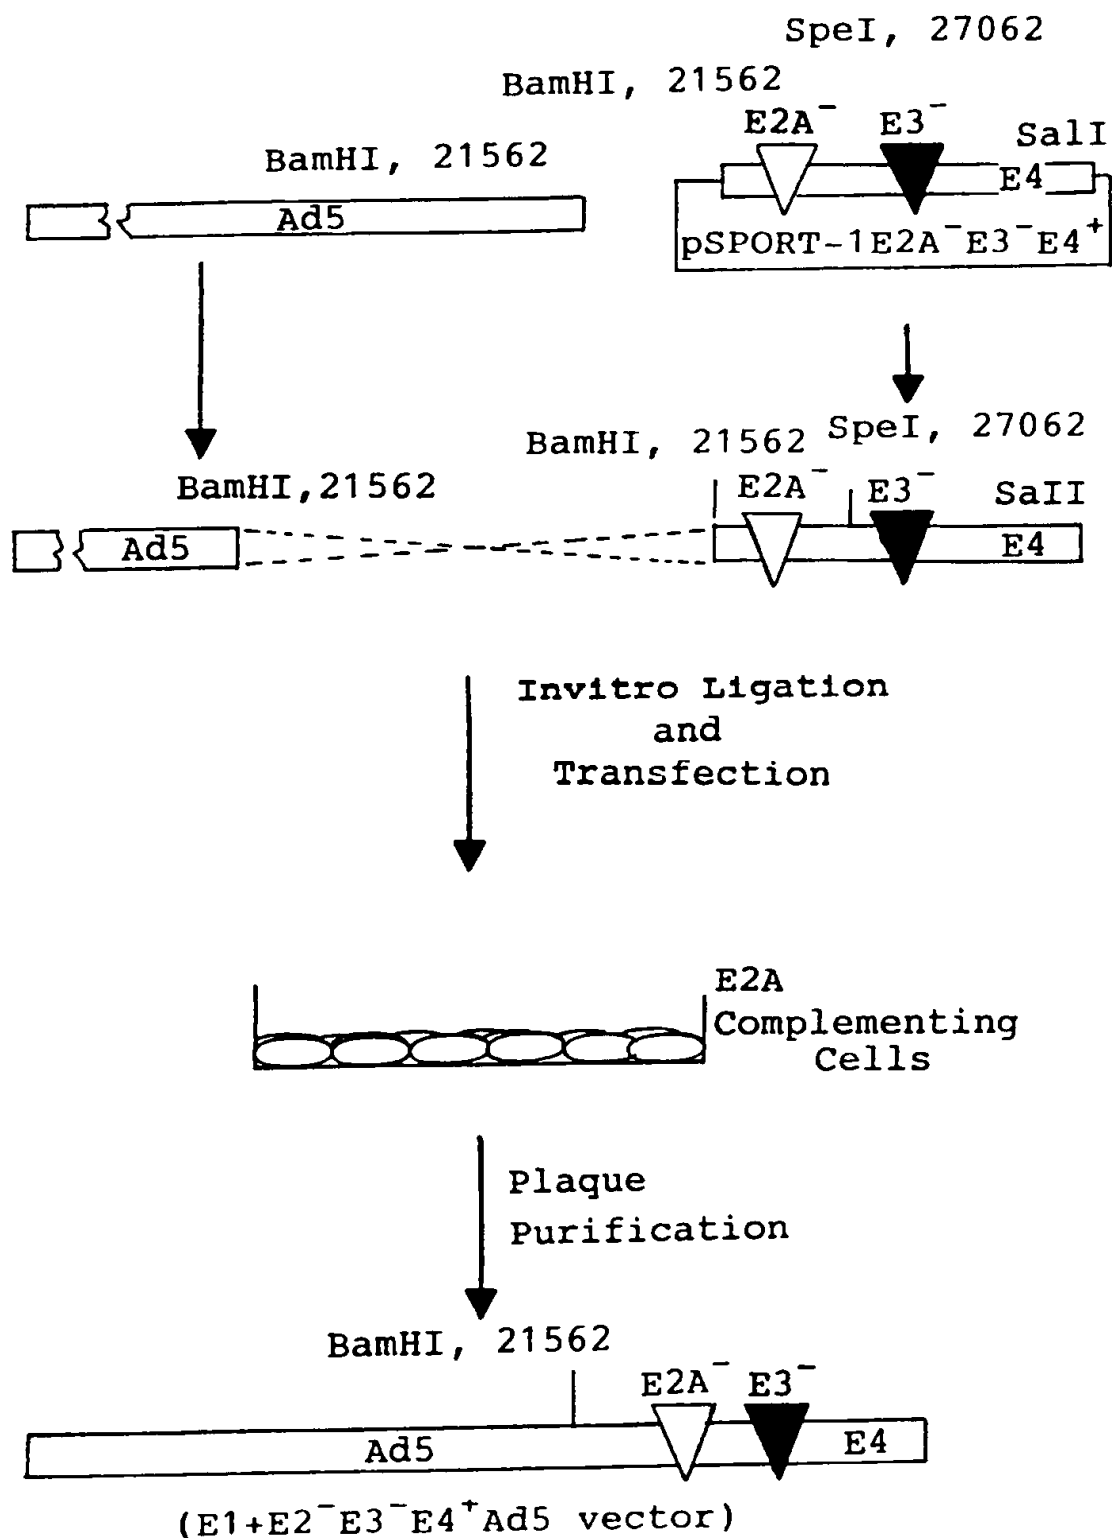 SpeI, 27062
BamHI, 21562
E2A⁻ E3⁻
SalI
BamHI, 21562
E4
Ad5
pSPORT-1E2A⁻E3⁻E4⁺
BamHI, 21562 SpeI, 27062
BamHI,21562
E2A⁻ E3⁻ SaII
Ad5
E4
Invitro Ligation
and
Transfection
E2A
Complementing
Cells
Plaque
Purification
BamHI, 21562
E2A⁻ E3⁻
Ad5
E4
(E1+E2⁻E3⁻E4⁺Ad5 vector)